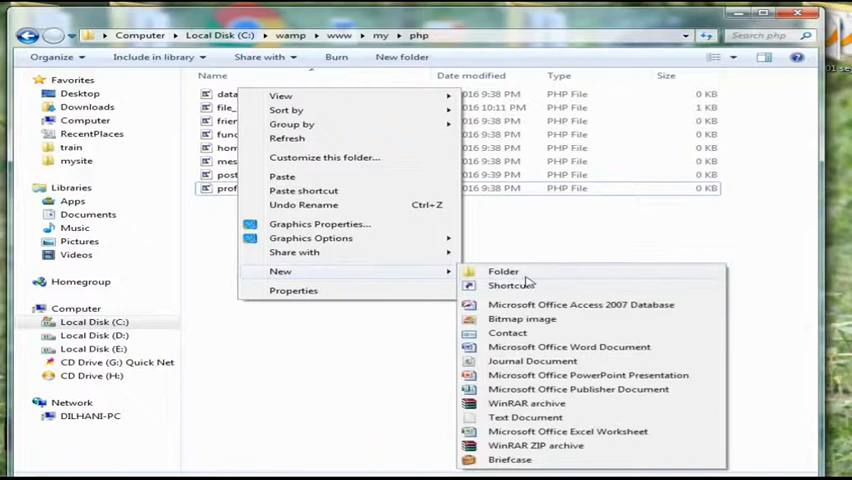 Computer Local Disk (C:) wamp www my php Search php
Organize Include in library Share with Burn New folder
Favorites
Desktop
Downloads
Computer
RecentPlaces
train
mysite
Libraries
Apps
Documents
Music
Pictures
Videos
Homegroup
Computer
Local Disk (C:)
Local Disk (D:)
Local Disk (E:)
CD Drive (G:) Quick Net
CD Drive (H:)
Network
DILHANI-PC
Name Date modified Type Size
data 016 9:38 PM PHP File 0 KB
file_ 016 10:11 PM PHP File 1 KB
frien 016 9:38 PM PHP File 0 KB
func 016 9:38 PM PHP File 0 KB
hom 016 9:38 PM PHP File 0 KB
mes 016 9:38 PM PHP File 0 KB
post 016 9:39 PM PHP File 0 KB
prof 016 9:38 PM PHP File 0 KB
View
Sort by
Group by
Refresh
Customize this folder...
Paste
Paste shortcut
Undo Rename Ctrl+Z
Graphics Properties...
Graphics Options
Share with
New
Properties
Folder
Shortcut
Microsoft Office Access 2007 Database
Bitmap image
Contact
Microsoft Office Word Document
Journal Document
Microsoft Office PowerPoint Presentation
Microsoft Office Publisher Document
WinRAR archive
Text Document
Microsoft Office Excel Worksheet
WinRAR ZIP archive
Briefcase